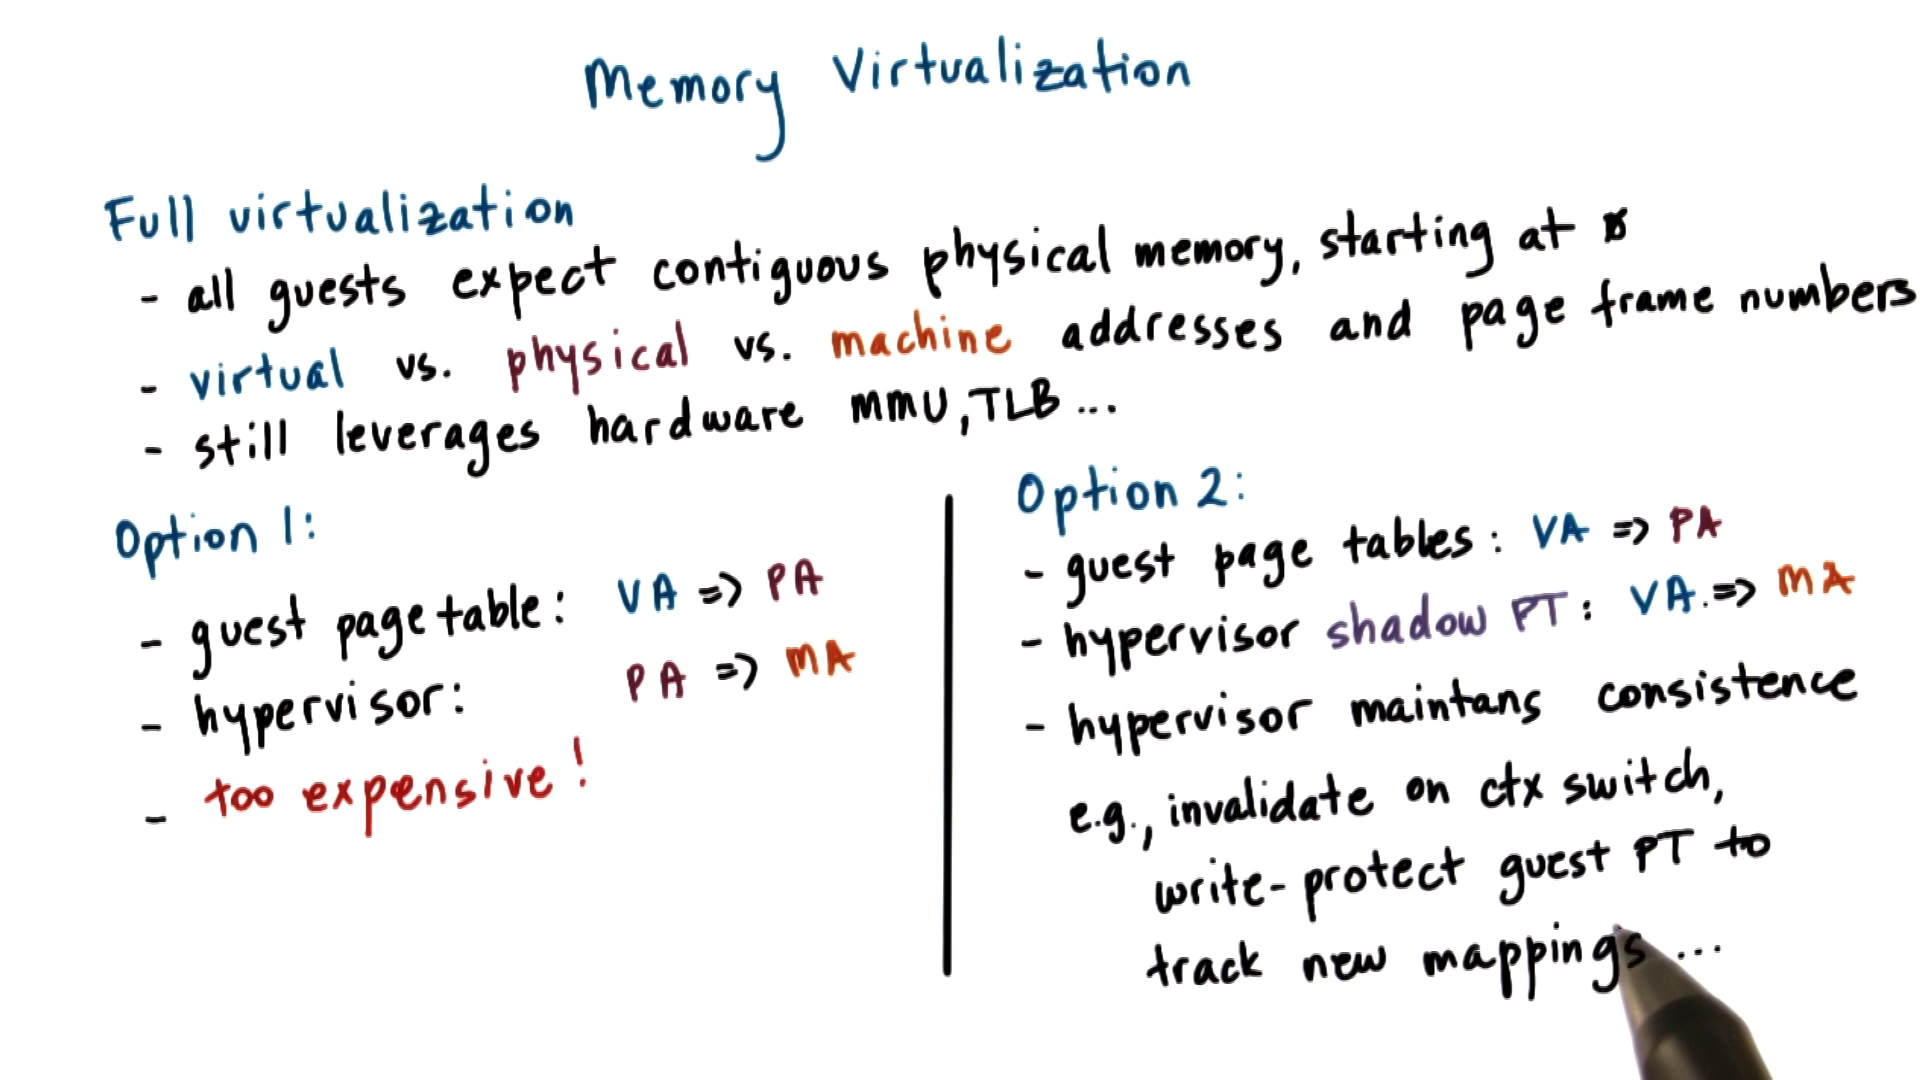 Memory Virtualization
Full virtualization
- all guests expect contiguous physical memory, starting at 0
- virtual vs. physical vs. machine addresses and page frame numbers
- still leverages hardware MMU, TLB ...
Option 1:
- guest page table: VA => PA
- hypervisor: PA => MA
- too expensive!
Option 2:
- guest page tables: VA => PA
- hypervisor shadow PT: VA => MA
- hypervisor maintans consistence
e.g., invalidate on ctx switch,
write-protect guest PT to
track new mappings ...